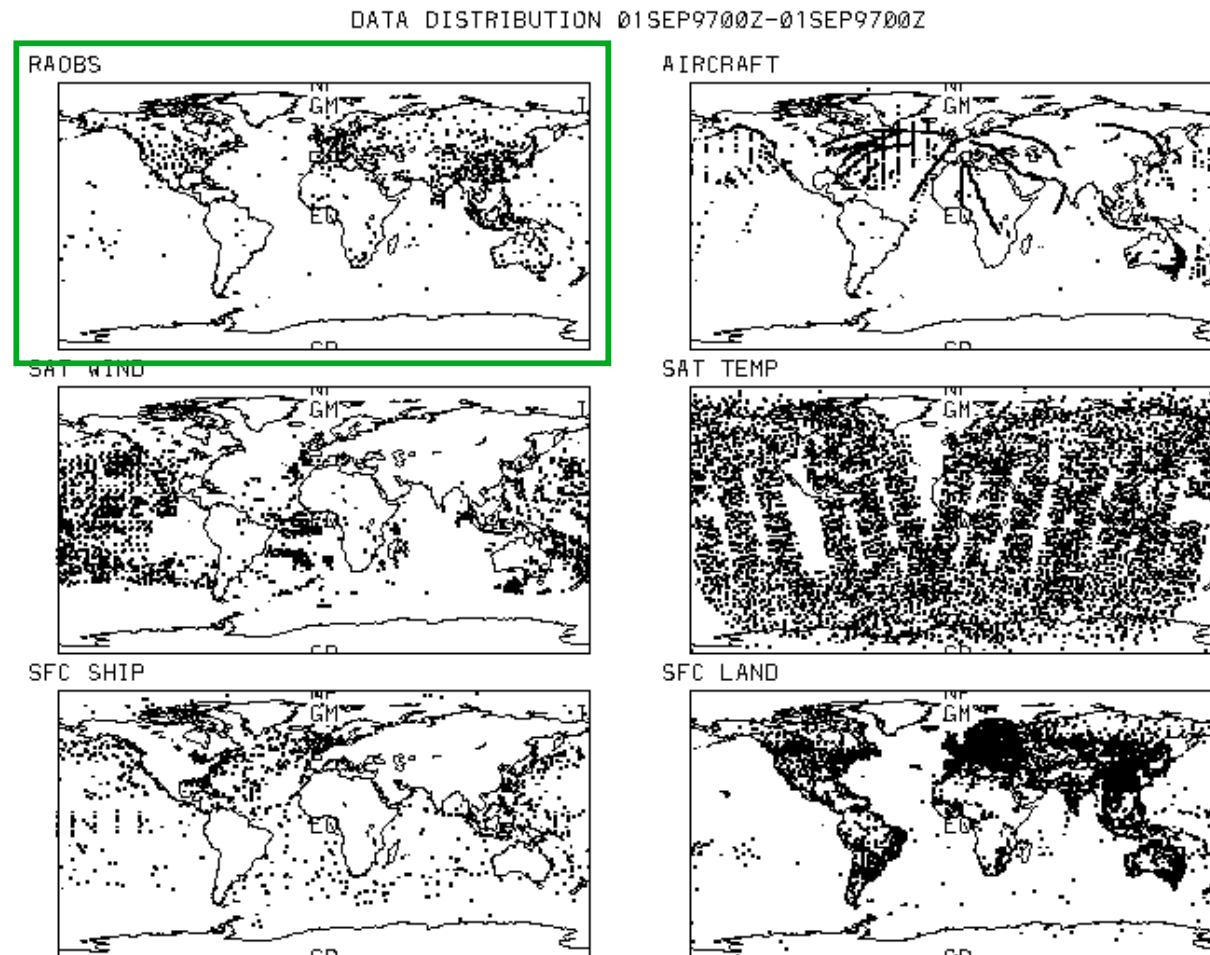 DATA DISTRIBUTION 01SEP9700Z-01SEP9700Z
RAOBS
AIRCRAFT
GM
GM
EQ
EQ
SAT WIND
SAT TEMP
GM
GM
SFC SHIP
SFC LAND
GM
GM
EQ
EQ